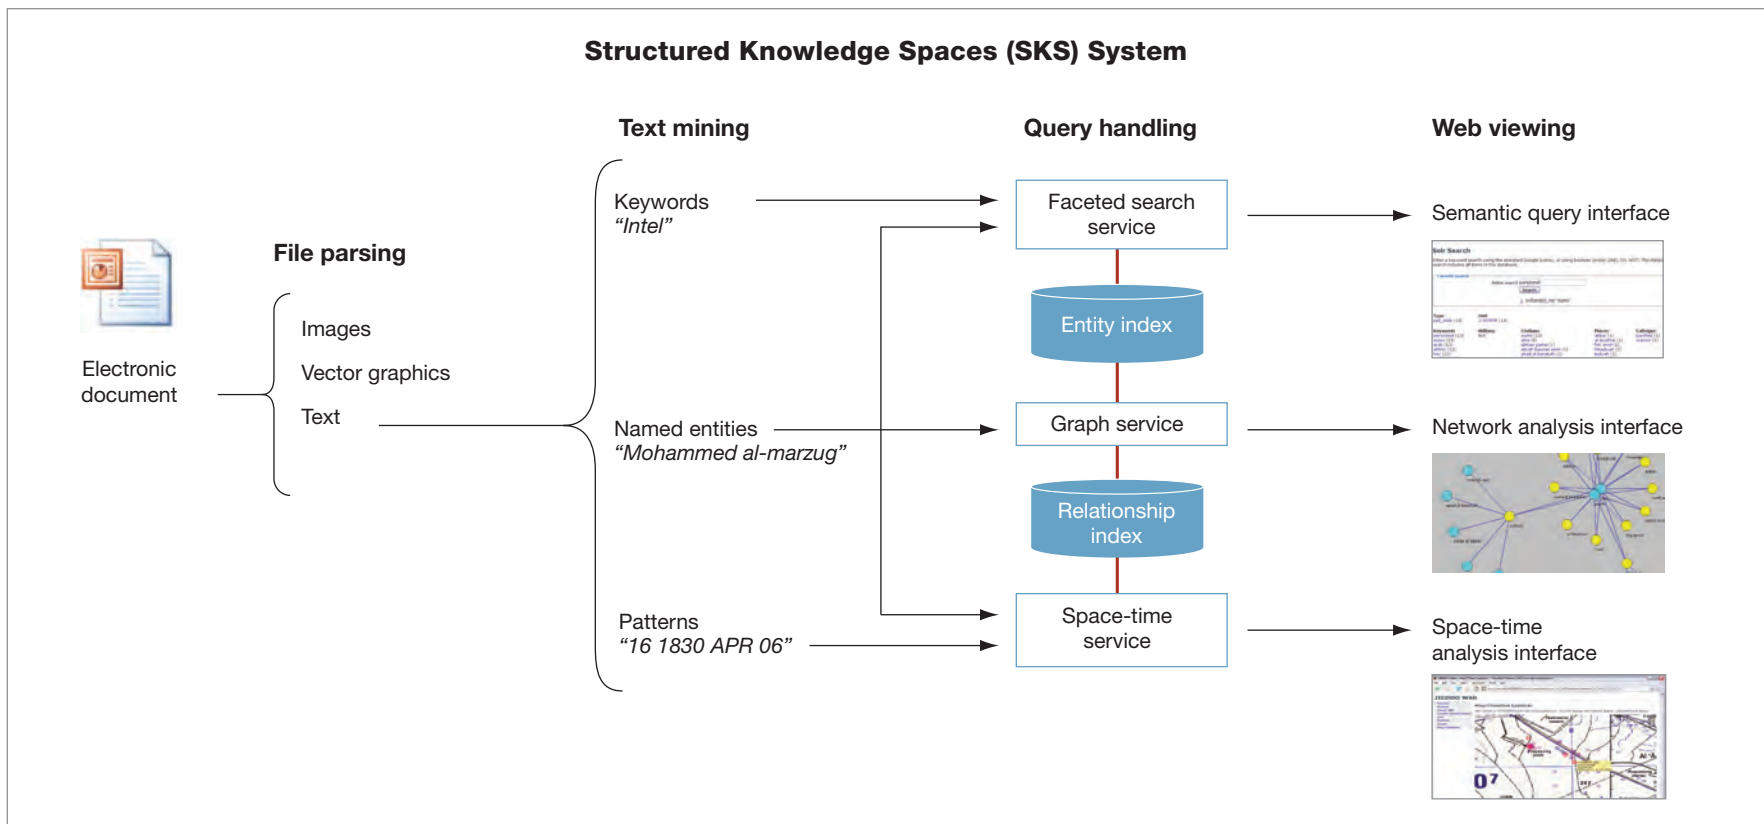 Structured Knowledge Spaces (SKS) System
Text mining
Query handling
Web viewing
File parsing
Electronic
document
Images
Vector graphics
Text
Keywords
“Intel”
Named entities
“Mohammed al-marzug”
Patterns
“16 1830 APR 06”
Faceted search
service
Entity index
Graph service
Relationship
index
Space-time
service
Semantic query interface
Solr Search
Network analysis interface
Space-time
analysis interface